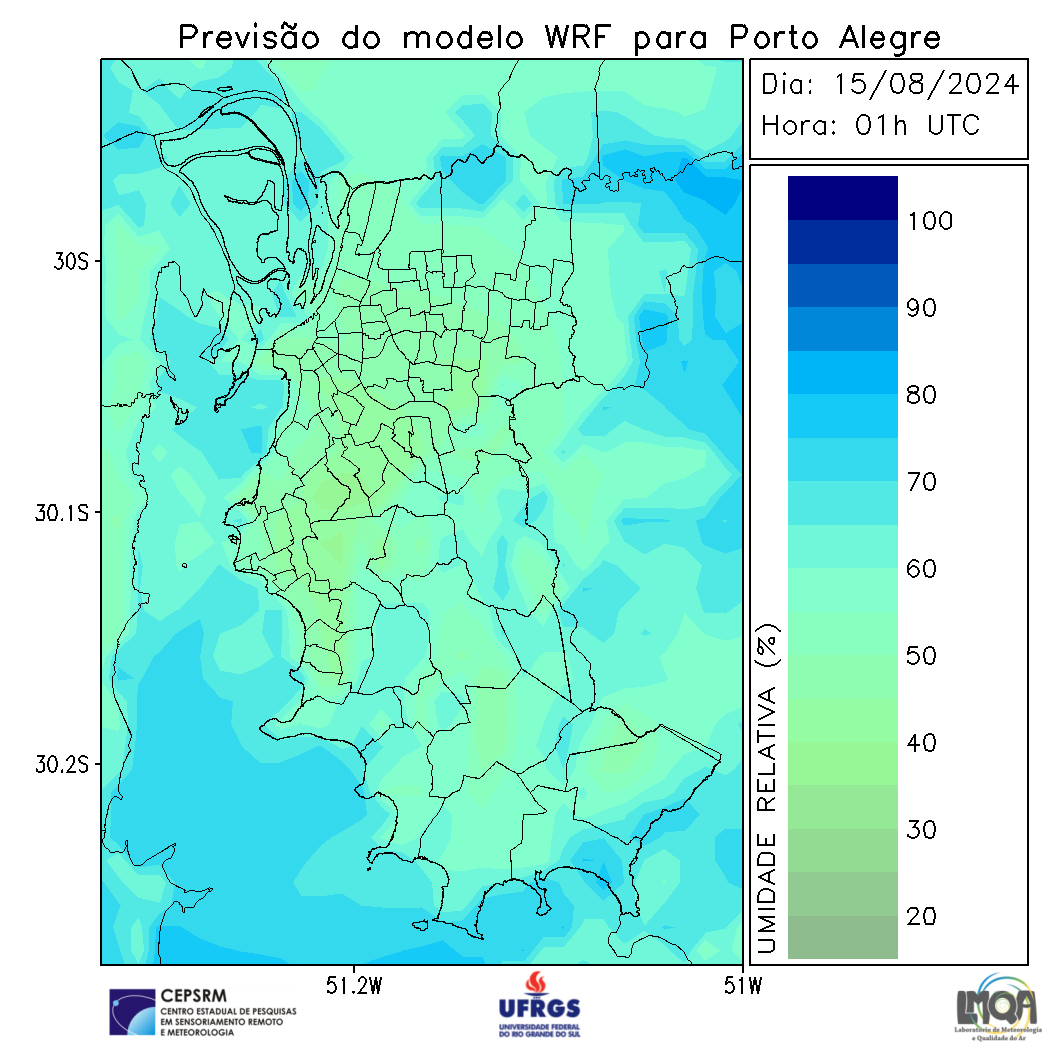 Previsão do modelo WRF para Porto Alegre
Dia: 15/08/2024
Hora: 01h UTC
30S
30.1S
30.2S
51.2W
51W
UMIDADE RELATIVA (%)
100
90
80
70
60
50
40
30
20
CEPSRM
CENTRO ESTADUAL DE PESQUISAS
EM SENSORIAMENTO REMOTO
E METEOROLOGIA
UFRGS
UNIVERSIDADE FEDERAL
DO RIO GRANDE DO SUL
LMQA
Laboratório de Meteorologia
e Qualidade do Ar